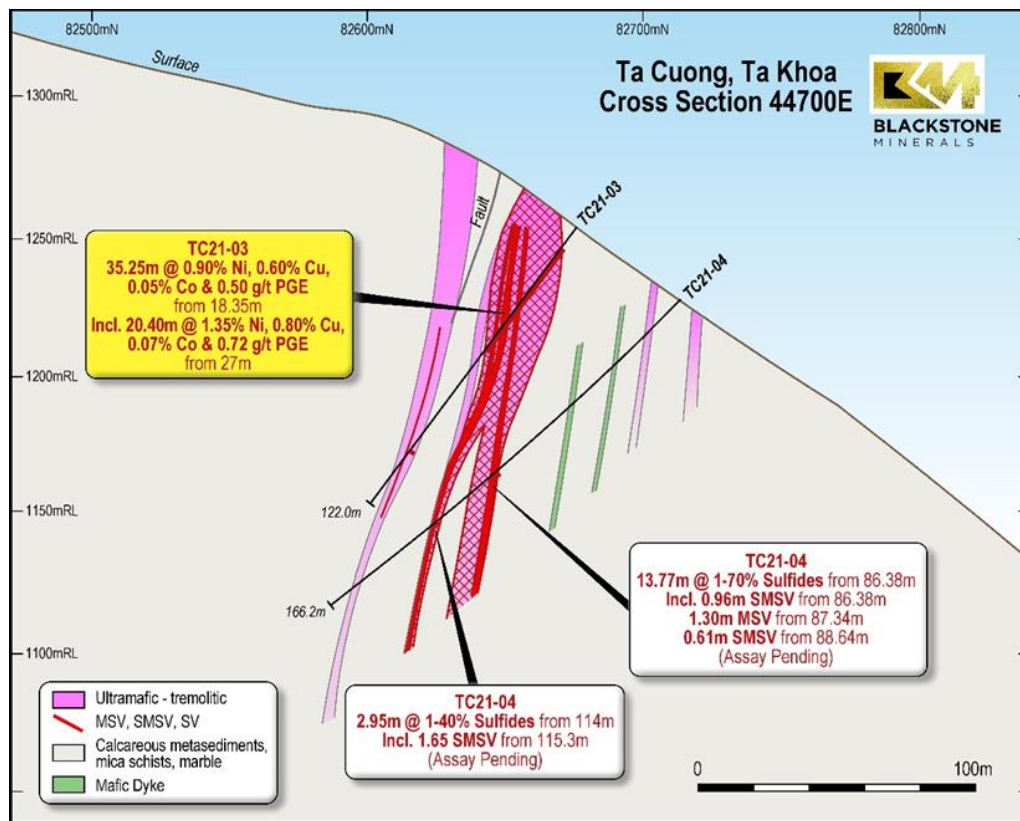 82500mN
82600mN
82700mN
82800mN
Surface
Ta Cuong, Ta Khoa
Cross Section 44700E
BM
BLACKSTONE
MINERALS
1300mRL
1250mRL
1200mRL
1150mRL
1100mRL
Fault
TC21-03
TC21-04
TC21-03
35.25m @ 0.90% Ni, 0.60% Cu,
0.05% Co & 0.50 g/t PGE
from 18.35m
Incl. 20.40m @ 1.35% Ni, 0.80% Cu,
0.07% Co & 0.72 g/t PGE
from 27m
122.0m
166.2m
TC21-04
13.77m @ 1-70% Sulfides from 86.38m
Incl. 0.96m SMSV from 86.38m
1.30m MSV from 87.34m
0.61m SMSV from 88.64m
(Assay Pending)
TC21-04
2.95m @ 1-40% Sulfides from 114m
Incl. 1.65 SMSV from 115.3m
(Assay Pending)
Ultramafic - tremolitic
MSV, SMSV, SV
Calcareous metasediments,
mica schists, marble
Mafic Dyke
0
100m